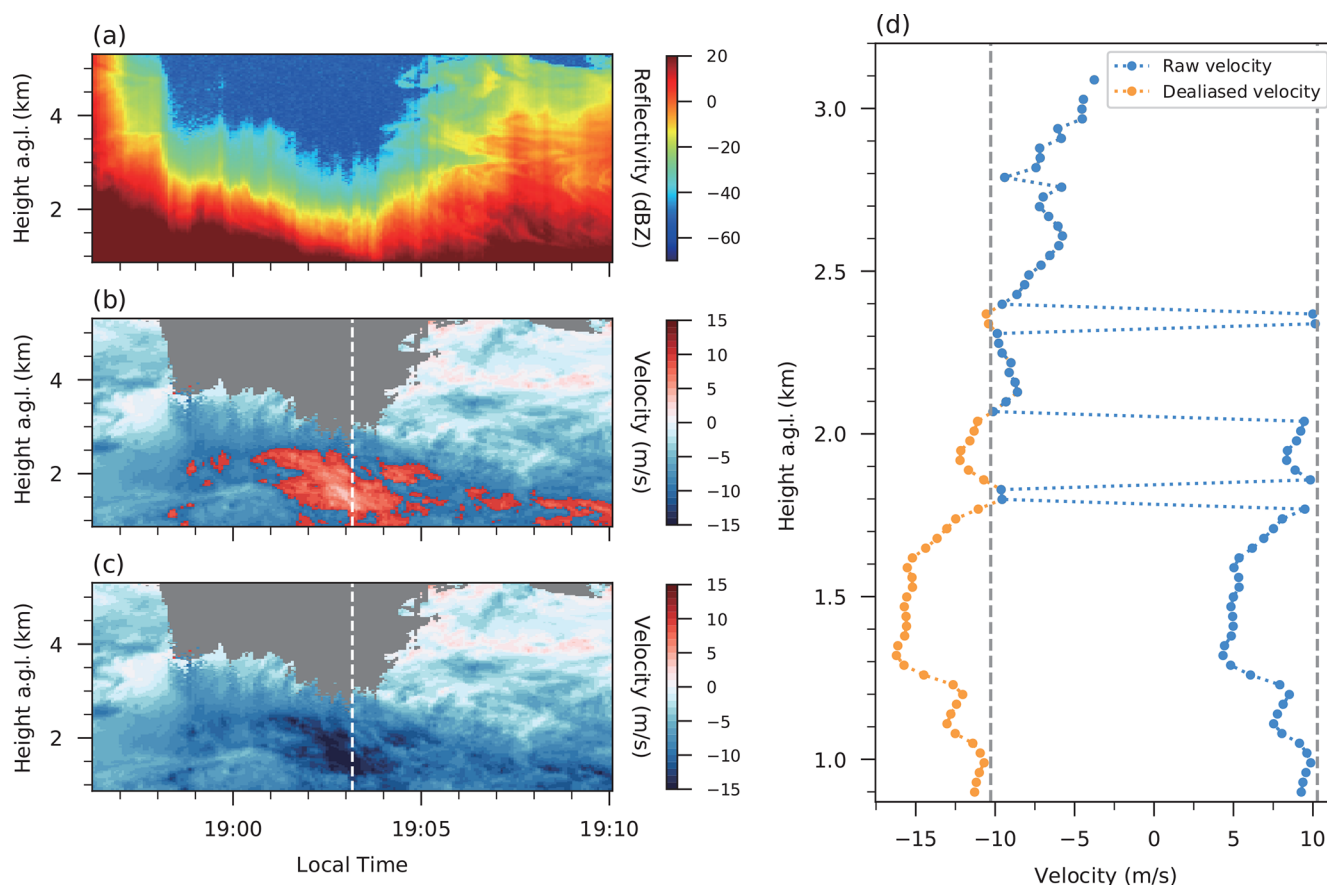 (a)
Height a.g.l. (km)
4
2
20
0
−20
−40
−60
Reflectivity (dBZ)
(b)
Height a.g.l. (km)
4
2
15
10
5
0
−5
−10
−15
Velocity (m/s)
(c)
Height a.g.l. (km)
4
2
15
10
5
0
−5
−10
−15
Velocity (m/s)
19:00
19:05
19:10
Local Time
(d)
Raw velocity
Dealiased velocity
Height a.g.l. (km)
3.0
2.5
2.0
1.5
1.0
−15
−10
−5
0
5
10
Velocity (m/s)